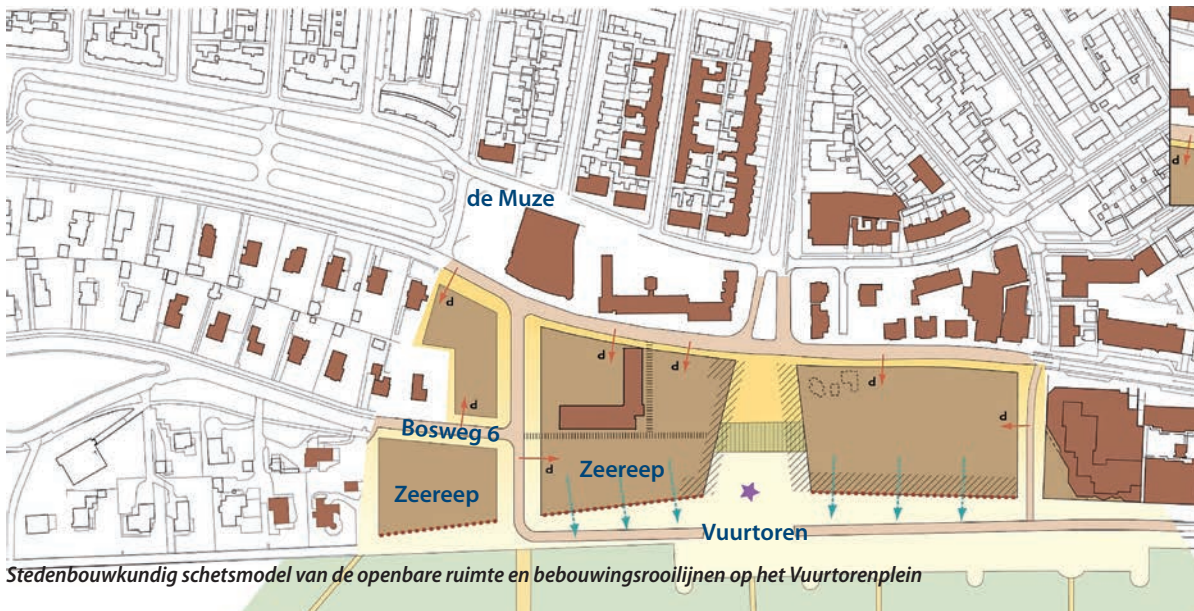 de Muze
d
d
d
d
d
d
Bosweg 6
d
d
Zeereep
Zeereep
Vuurtoren
Stedenbouwkundig schetsmodel van de openbare ruimte en bebouwingsrooilijnen op het Vuurtorenplein